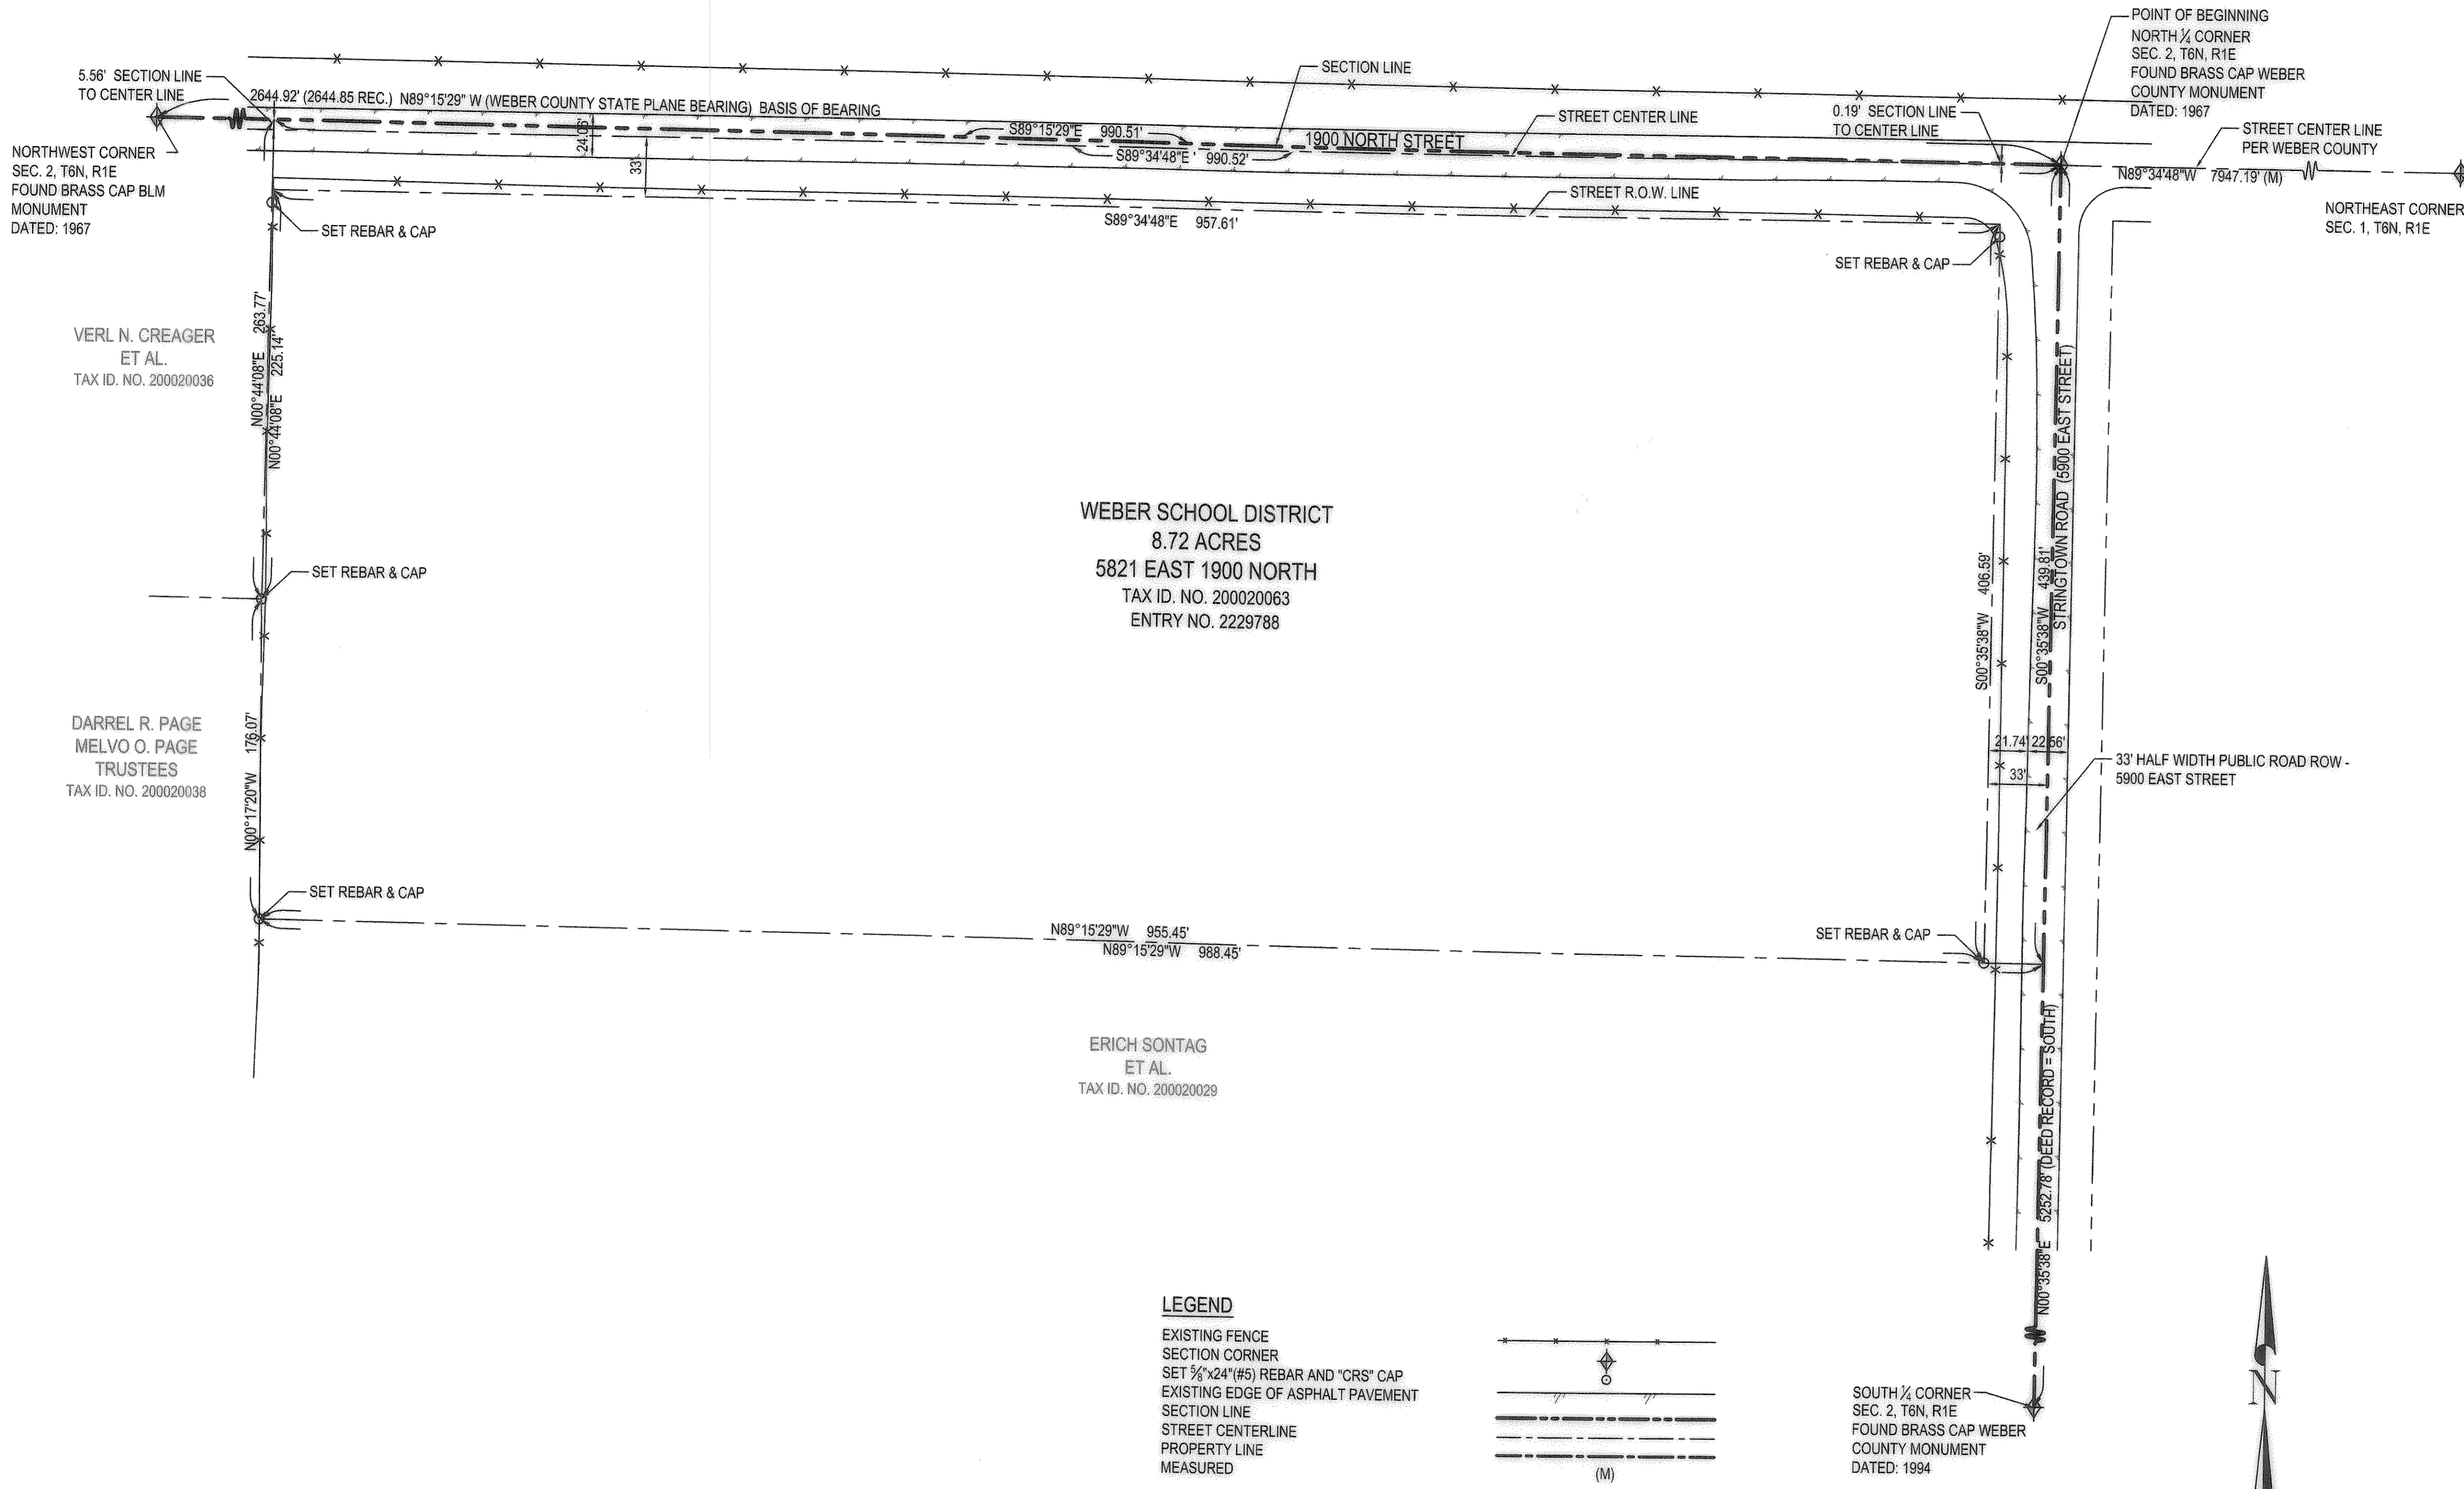 POINT OF BEGINNING
NORTH ¼ CORNER
SEC. 2, T6N, R1E
FOUND BRASS CAP WEBER
COUNTY MONUMENT
DATED: 1967
5.56' SECTION LINE
TO CENTER LINE
SECTION LINE
2644.92' (2644.85 REC.) N89°15'29" W (WEBER COUNTY STATE PLANE BEARING) BASIS OF BEARING
STREET CENTER LINE
0.19' SECTION LINE
TO CENTER LINE
STREET CENTER LINE
PER WEBER COUNTY
NORTHWEST CORNER
SEC. 2, T6N, R1E
FOUND BRASS CAP BLM
MONUMENT
DATED: 1967
24.06'
33'
S89°15'29"E 990.51'
1900 NORTH STREET
S89°34'48"E ' 990.52'
N89°34'48"W 7947.19' (M)
STREET R.O.W. LINE
S89°34'48"E 957.61'
NORTHEAST CORNER
SEC. 1, T6N, R1E
SET REBAR & CAP
SET REBAR & CAP
VERL N. CREAGER
ET AL.
TAX ID. NO. 200020036
N00°44'08"E 263.77'
N00°44'08"E 225.14'
WEBER SCHOOL DISTRICT
8.72 ACRES
5821 EAST 1900 NORTH
TAX ID. NO. 200020063
ENTRY NO. 2229788
S00°35'38"W 406.59'
S00°35'38"W 439.81'
STRINGTOWN ROAD (5900 EAST STREET)
SET REBAR & CAP
DARREL R. PAGE
MELVO O. PAGE
TRUSTEES
TAX ID. NO. 200020038
N00°17'20"W 176.07'
21.74' 22.56'
33'
33' HALF WIDTH PUBLIC ROAD ROW -
5900 EAST STREET
SET REBAR & CAP
N89°15'29"W 955.45'
N89°15'29"W 988.45'
SET REBAR & CAP
ERICH SONTAG
ET AL.
TAX ID. NO. 200020029
N00°35'38"E 5252.78' (DEED RECORD = SOUTH)
LEGEND
EXISTING FENCE
SECTION CORNER
SET ⅝"x24"(#5) REBAR AND "CRS" CAP
EXISTING EDGE OF ASPHALT PAVEMENT
SECTION LINE
STREET CENTERLINE
PROPERTY LINE
MEASURED (M)
SOUTH ¼ CORNER
SEC. 2, T6N, R1E
FOUND BRASS CAP WEBER
COUNTY MONUMENT
DATED: 1994
N